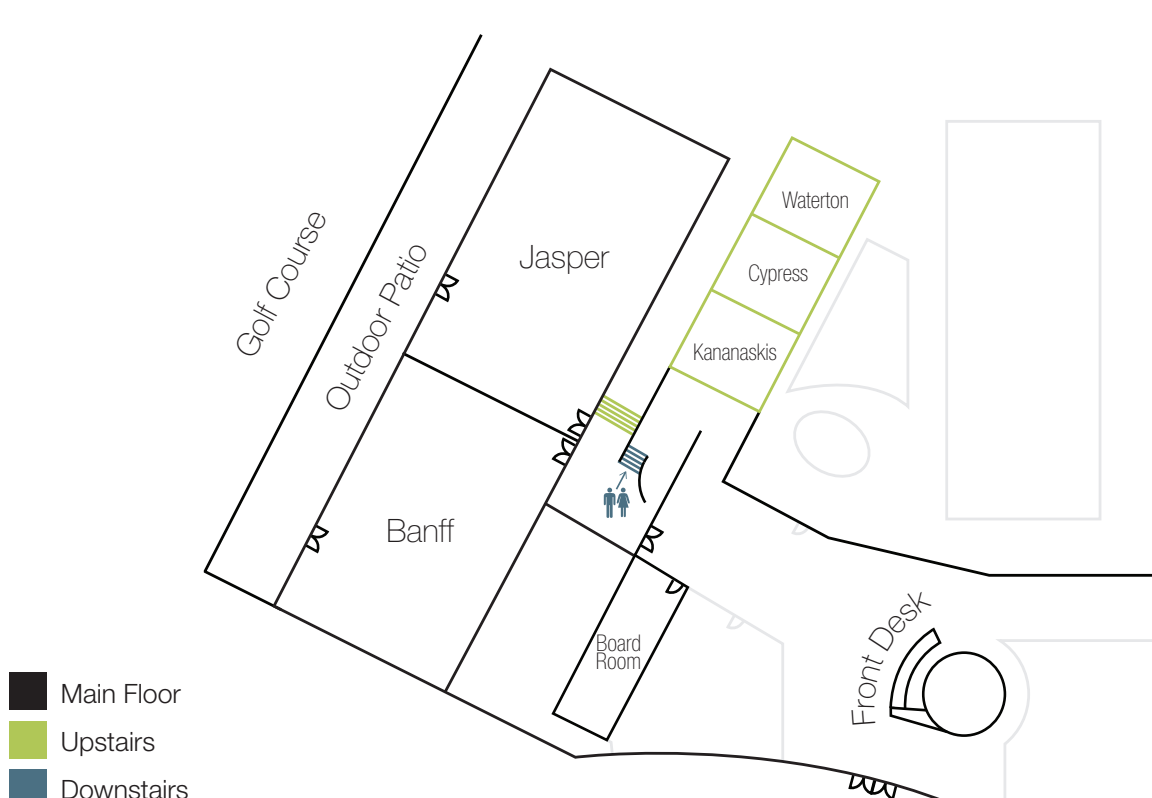 Golf Course
Outdoor Patio
Jasper
Waterton
Cypress
Kananaskis
Banff
Board
Room
Front Desk
Main Floor
Upstairs
Downstairs